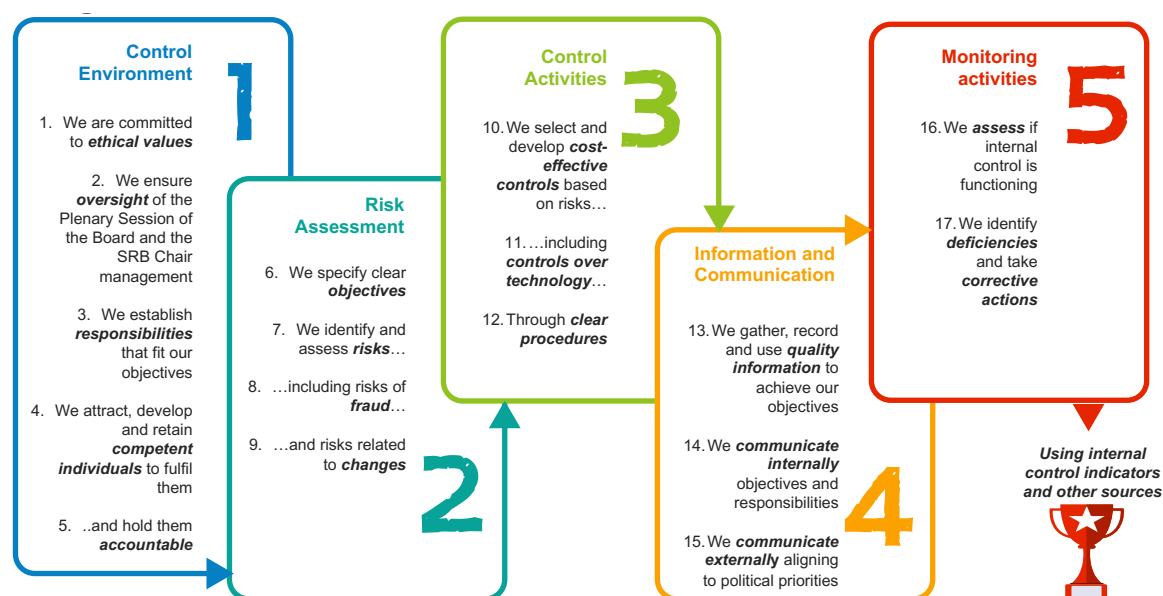 Control
Environment
1
1. We are committed
to ethical values
2. We ensure
oversight of the
Plenary Session of
the Board and the
SRB Chair
management
3. We establish
responsibilities
that fit our
objectives
4. We attract, develop
and retain
competent
individuals to fulfil
them
5. ..and hold them
accountable
Risk
Assessment
6. We specify clear
objectives
7. We identify and
assess risks…
8. …including risks of
fraud…
9. …and risks related
to changes
2
Control
Activities
3
10. We select and
develop cost-
effective
controls based
on risks…
11. …including
controls over
technology…
12. Through clear
procedures
Information and
Communication
13. We gather, record
and use quality
information to
achieve our
objectives
14. We communicate
internally
objectives and
responsibilities
15. We communicate
externally aligning
to political priorities
4
Monitoring
activities
5
16. We assess if
internal
control is
functioning
17. We identify
deficiencies
and take
corrective
actions
Using internal
control indicators
and other sources